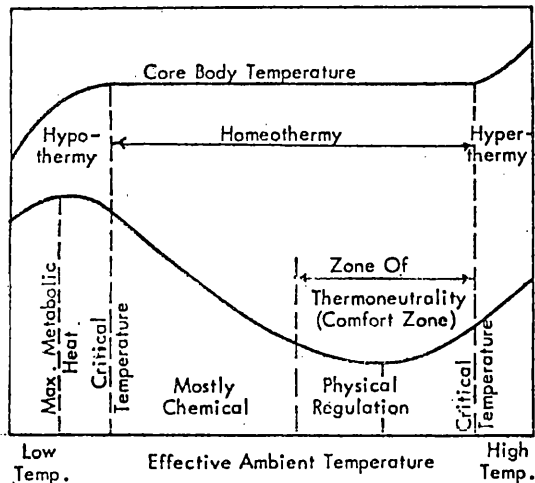 Core Body Temperature
Hypo-
thermy
Homeothermy
Hyper-
thermy
Zone Of
Thermoneutrality
(Comfort Zone)
Max. Metabolic
Heat
Critical
Temperature
Mostly
Chemical
Physical
Regulation
Critical
Temperature
Low
Temp.
Effective Ambient Temperature
High
Temp.